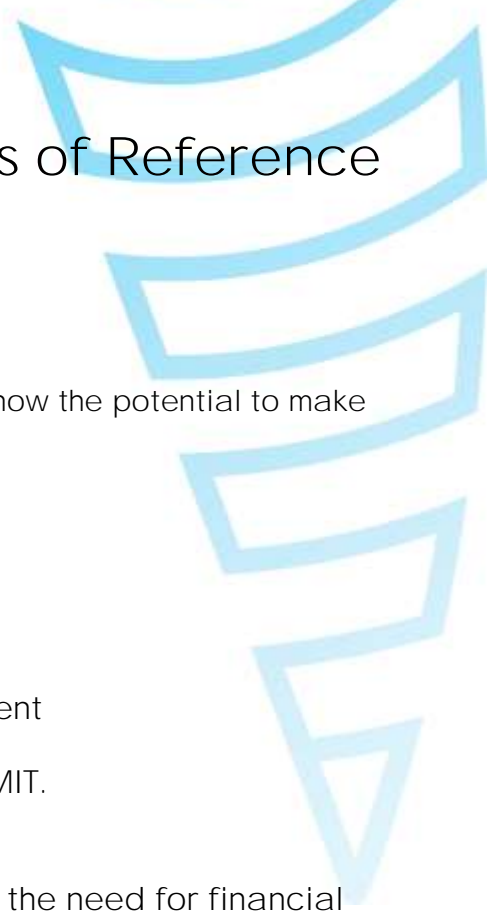 s of Reference
how the potential to make
ent
MIT.
the need for financial